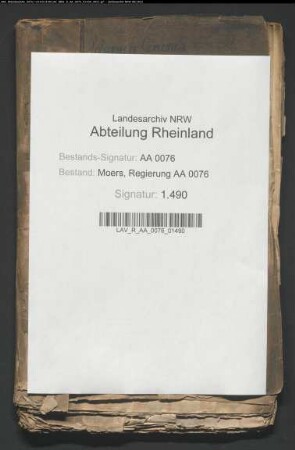 Landesarchiv NRW
Abteilung Rheinland
Bestands-Signatur: AA 0076
Bestand: Moers, Regierung AA 0076
Signatur: 1.490
LAV_R_AA_0076_01490